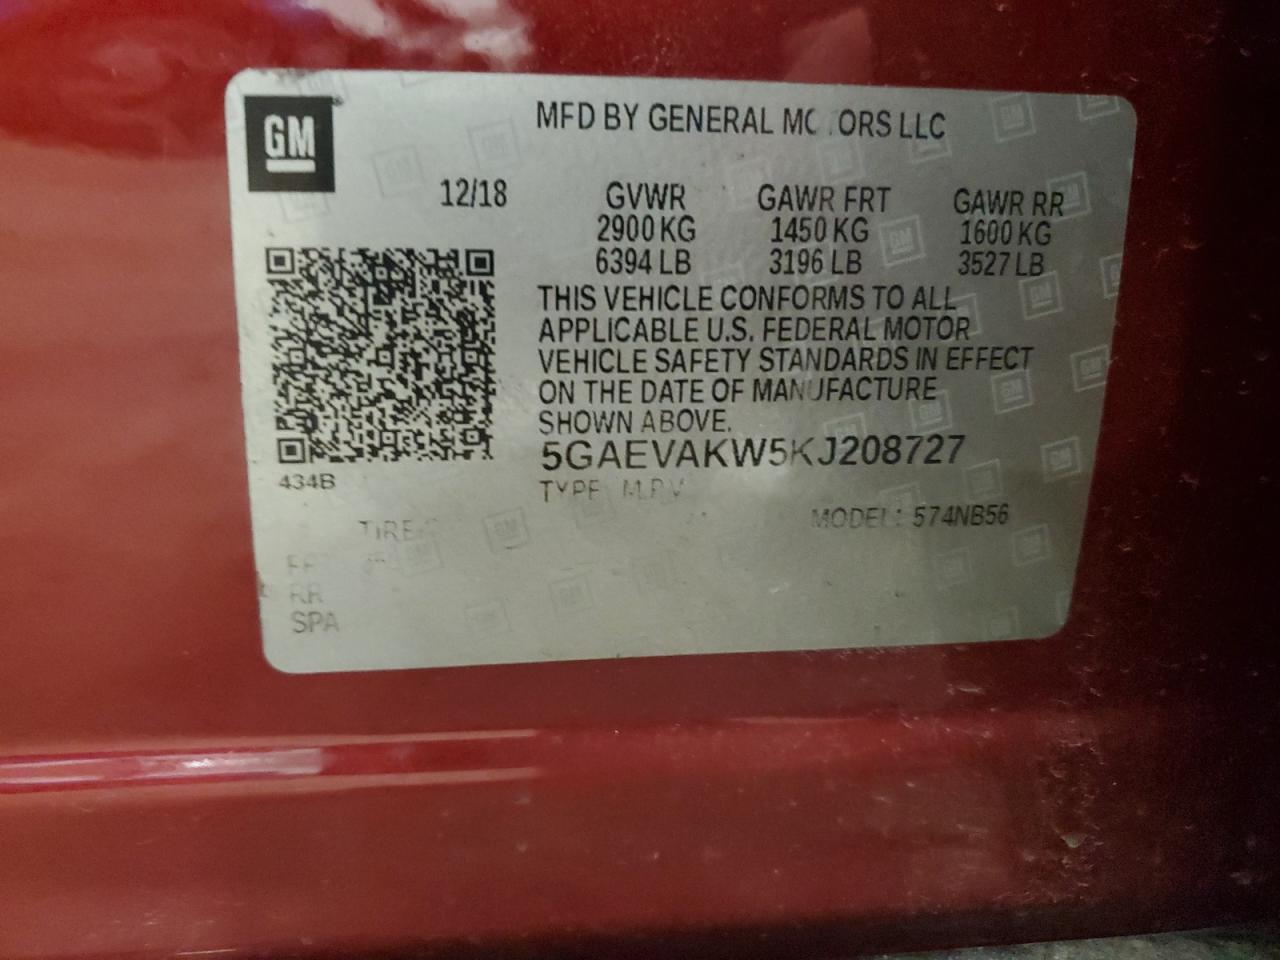 GM
MFD BY GENERAL MOTORS LLC
12/18
GVWR GAWR FRT GAWR RR
2900 KG 1450 KG 1600 KG
6394 LB 3196 LB 3527 LB
THIS VEHICLE CONFORMS TO ALL
APPLICABLE U.S. FEDERAL MOTOR
VEHICLE SAFETY STANDARDS IN EFFECT
ON THE DATE OF MANUFACTURE
SHOWN ABOVE.
5GAEVAKW5KJ208727
434B
TYPE: M.P.V
MODEL: 574NB56
RR
SPA